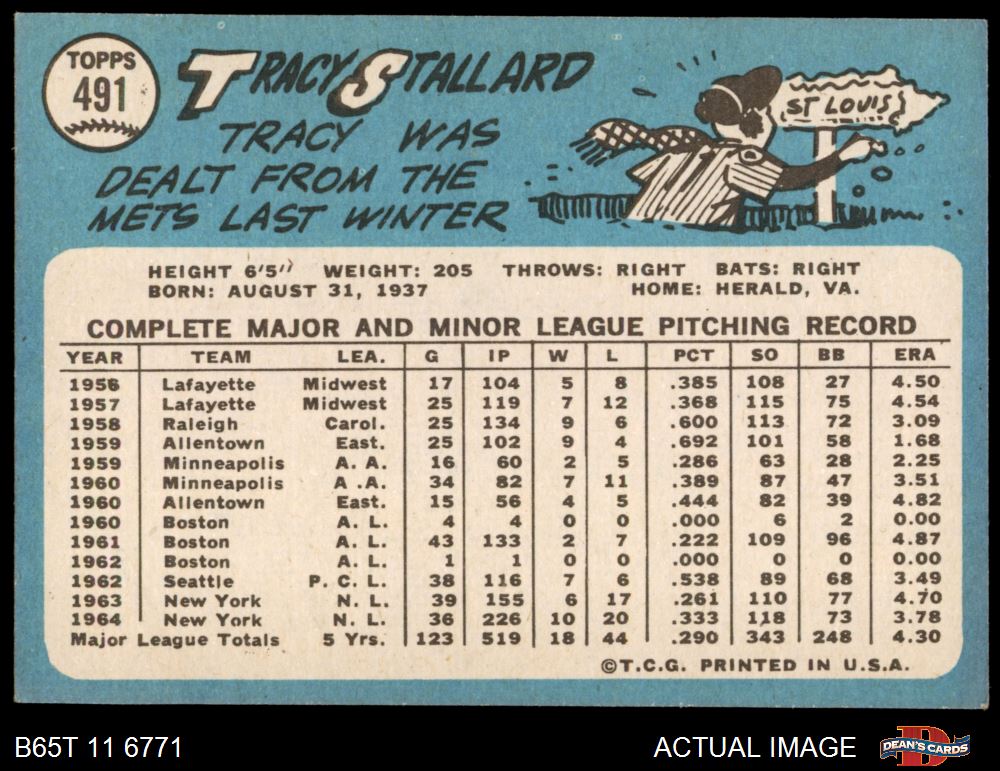 TOPPS
491
TRACY STALLARD
TRACY WAS
DEALT FROM THE
METS LAST WINTER
ST LOUIS
HEIGHT 6'5" WEIGHT: 205 THROWS: RIGHT BATS: RIGHT
BORN: AUGUST 31, 1937 HOME: HERALD, VA.
COMPLETE MAJOR AND MINOR LEAGUE PITCHING RECORD
YEAR TEAM LEA. G IP W L PCT SO BB ERA
1956 Lafayette Midwest 17 104 5 8 .385 108 27 4.50
1957 Lafayette Midwest 25 119 7 12 .368 115 75 4.54
1958 Raleigh Carol. 25 134 9 6 .600 113 72 3.09
1959 Allentown East. 25 102 9 4 .692 101 58 1.68
1959 Minneapolis A. A. 16 60 2 5 .286 63 28 2.25
1960 Minneapolis A .A. 34 82 7 11 .389 87 47 3.51
1960 Allentown East. 15 56 4 5 .444 82 39 4.82
1960 Boston A. L. 4 4 0 0 .000 6 2 0.00
1961 Boston A. L. 43 133 2 7 .222 109 96 4.87
1962 Boston A. L. 1 1 0 0 .000 0 0 0.00
1962 Seattle P. C. L. 38 116 7 6 .538 89 68 3.49
1963 New York N. L. 39 155 6 17 .261 110 77 4.70
1964 New York N. L. 36 226 10 20 .333 118 73 3.78
Major League Totals 5 Yrs. 123 519 18 44 .290 343 248 4.30
©T.C.G. PRINTED IN U.S.A.
B65T 11 6771 ACTUAL IMAGE DEAN'S CARDS